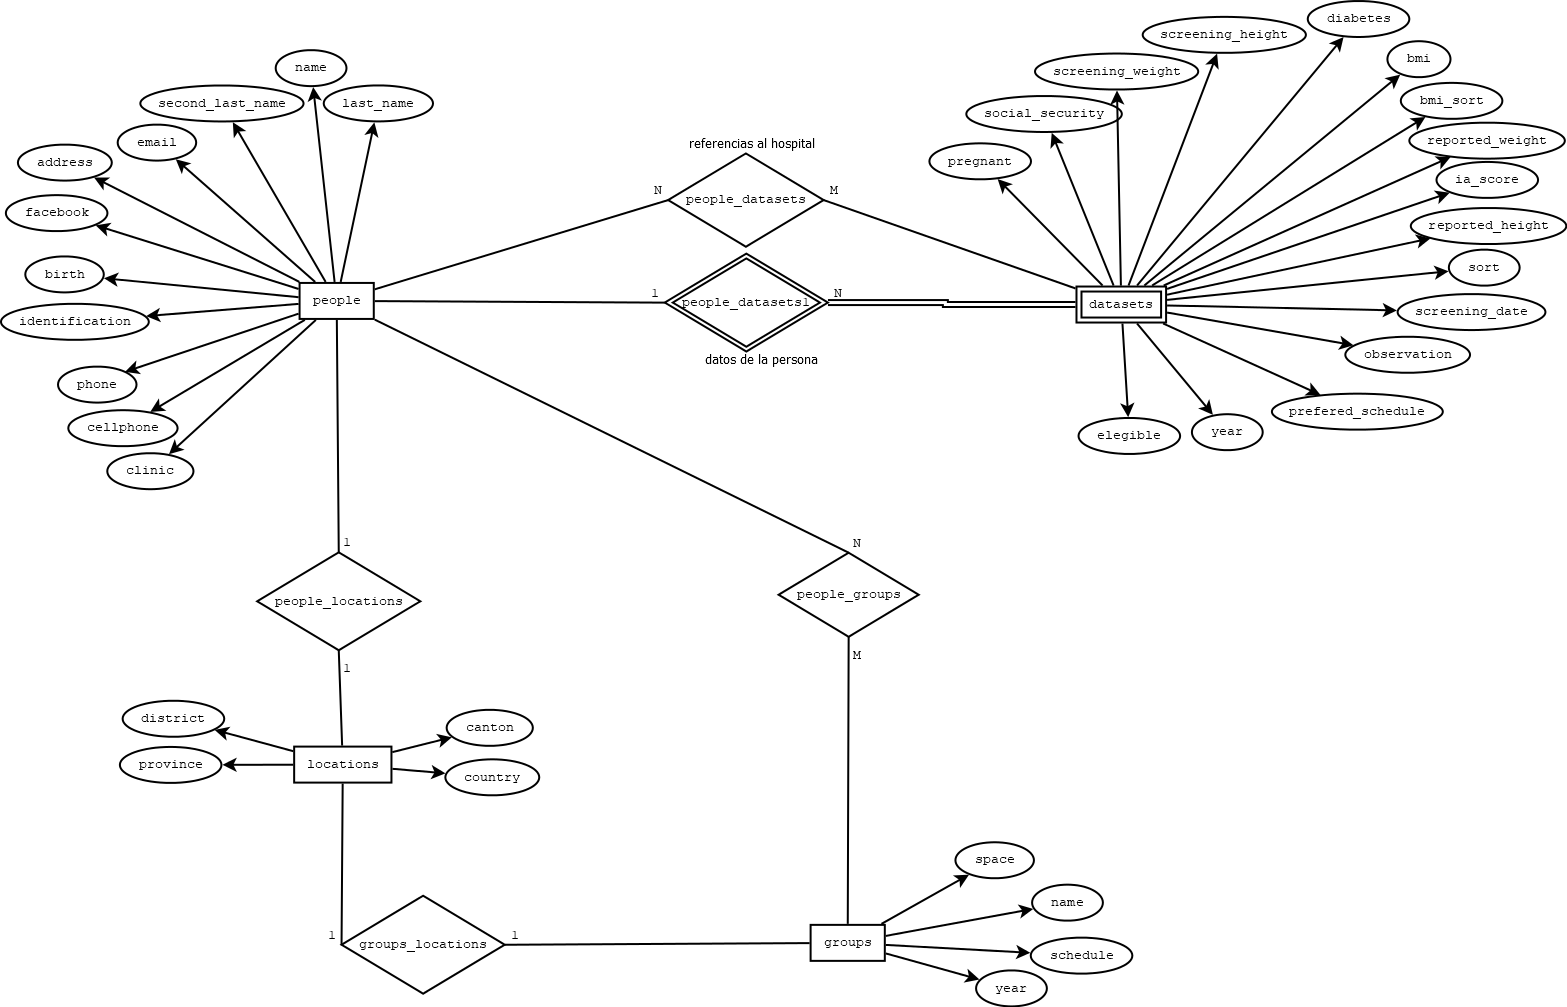 diabetes
screening_height
bmi
name
screening_weight
second_last_name
last_name
bmi_sort
social_security
email
referencias al hospital
reported_weight
address
pregnant
ia_score
N
M
people_datasets
facebook
reported_height
birth
sort
1
N
people
people_datasets1
datasets
identification
screening_date
datos de la persona
observation
phone
prefered_schedule
cellphone
elegible
year
clinic
1
N
people_locations
people_groups
1
M
district
canton
province
locations
country
space
name
1
1
groups_locations
groups
schedule
year